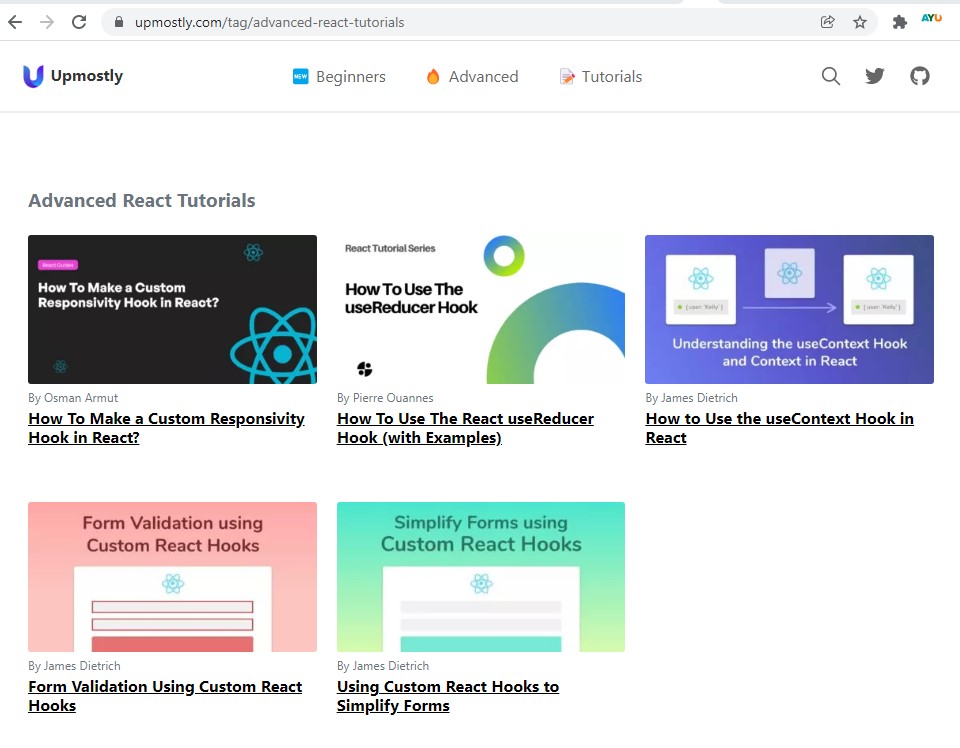 upmostly.com/tag/advanced-react-tutorials
AYU
Upmostly
NEW
Beginners
Advanced
Tutorials
Advanced React Tutorials
React Guides
How To Make a Custom
Responsivity Hook in React?
By Osman Armut
How To Make a Custom Responsivity
Hook in React?
React Tutorial Series
How To Use The
useReducer Hook
By Pierre Ouannes
How To Use The React useReducer
Hook (with Examples)
{ user: 'Kelly' }
{ user: 'Kelly' }
Understanding the useContext Hook
and Context in React
By James Dietrich
How to Use the useContext Hook in
React
Form Validation using
Custom React Hooks
By James Dietrich
Form Validation Using Custom React
Hooks
Simplify Forms using
Custom React Hooks
By James Dietrich
Using Custom React Hooks to
Simplify Forms